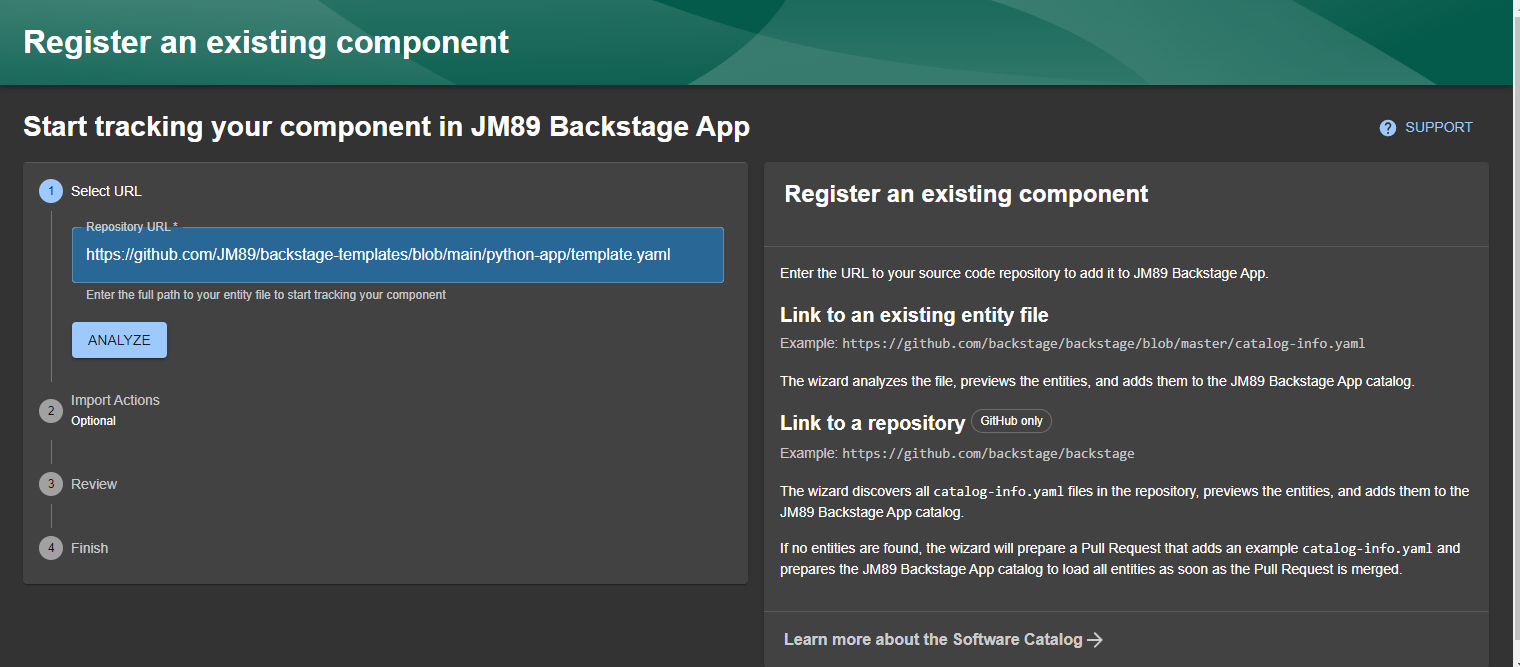 Register an existing component
Start tracking your component in JM89 Backstage App
? SUPPORT
1 Select URL
Repository URL *
https://github.com/JM89/backstage-templates/blob/main/python-app/template.yaml
Enter the full path to your entity file to start tracking your component
ANALYZE
2 Import Actions
Optional
3 Review
4 Finish
Register an existing component
Enter the URL to your source code repository to add it to JM89 Backstage App.
Link to an existing entity file
Example: https://github.com/backstage/backstage/blob/master/catalog-info.yaml
The wizard analyzes the file, previews the entities, and adds them to the JM89 Backstage App catalog.
Link to a repository GitHub only
Example: https://github.com/backstage/backstage
The wizard discovers all catalog-info.yaml files in the repository, previews the entities, and adds them to the
JM89 Backstage App catalog.
If no entities are found, the wizard will prepare a Pull Request that adds an example catalog-info.yaml and
prepares the JM89 Backstage App catalog to load all entities as soon as the Pull Request is merged.
Learn more about the Software Catalog →